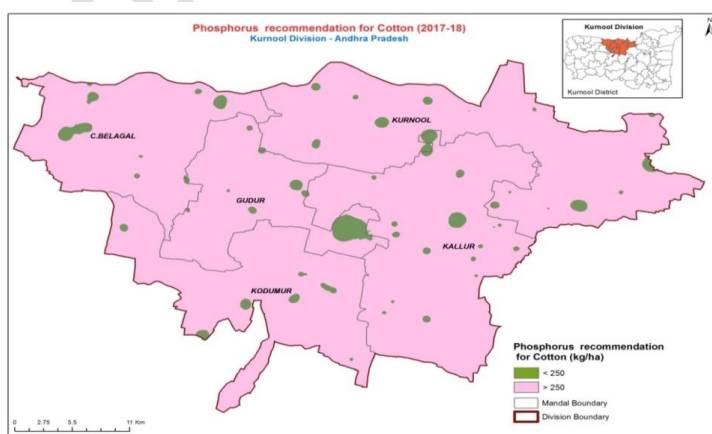 Phosphorus recommendation for Cotton (2017-18)
Kurnool Division - Andhra Pradesh
Kurnool Division
Kurnool District
N
C.BELAGAL
KURNOOL
GUDUR
KALLUR
KODUMUR
Phosphorus recommendation
for Cotton (kg/ha)
< 250
> 250
Mandal Boundary
Division Boundary
0 2.75 5.5 11 Km